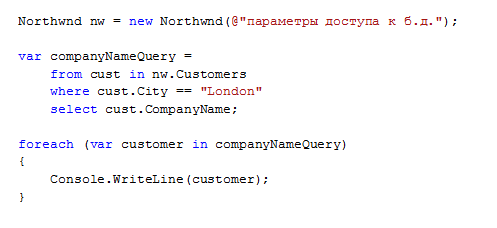 Northwnd nw = new Northwnd(@"параметры доступа к б.д.");
var companyNameQuery =
from cust in nw.Customers
where cust.City == "London"
select cust.CompanyName;
foreach (var customer in companyNameQuery)
{
Console.WriteLine(customer);
}